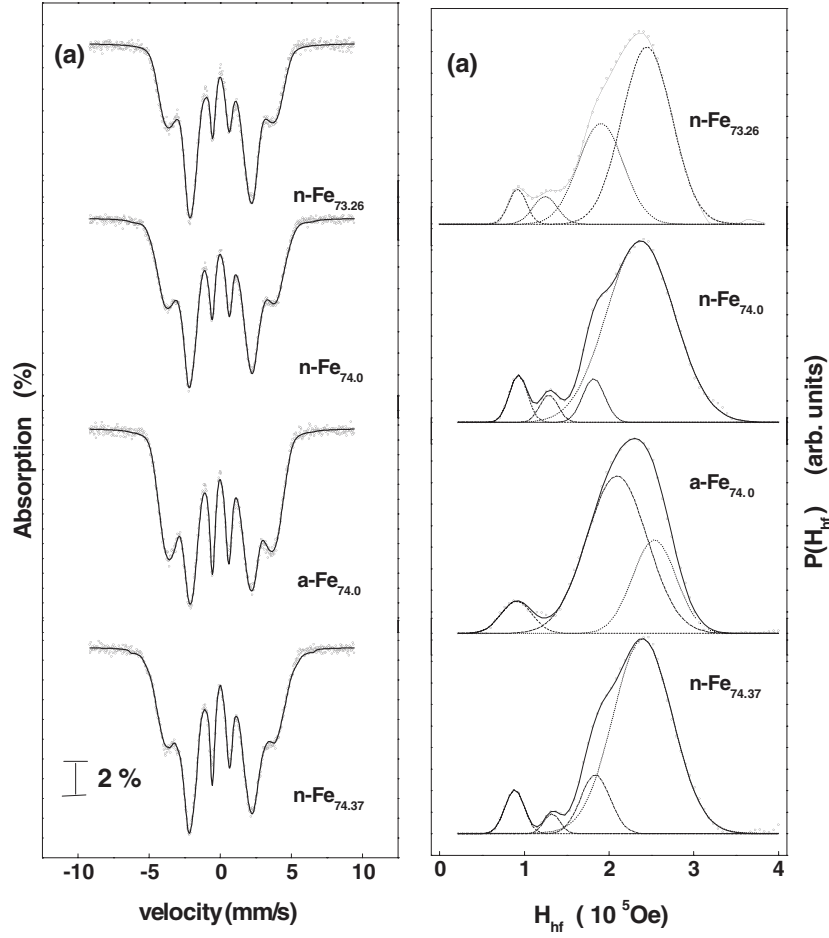 (a)
n-Fe73.26
n-Fe74.0
a-Fe74.0
n-Fe74.37
2 %
Absorption (%)
-10 -5 0 5 10
velocity (mm/s)
(a)
n-Fe73.26
n-Fe74.0
a-Fe74.0
n-Fe74.37
P(Hhf) (arb. units)
0 1 2 3 4
Hhf ( 10 5Oe)